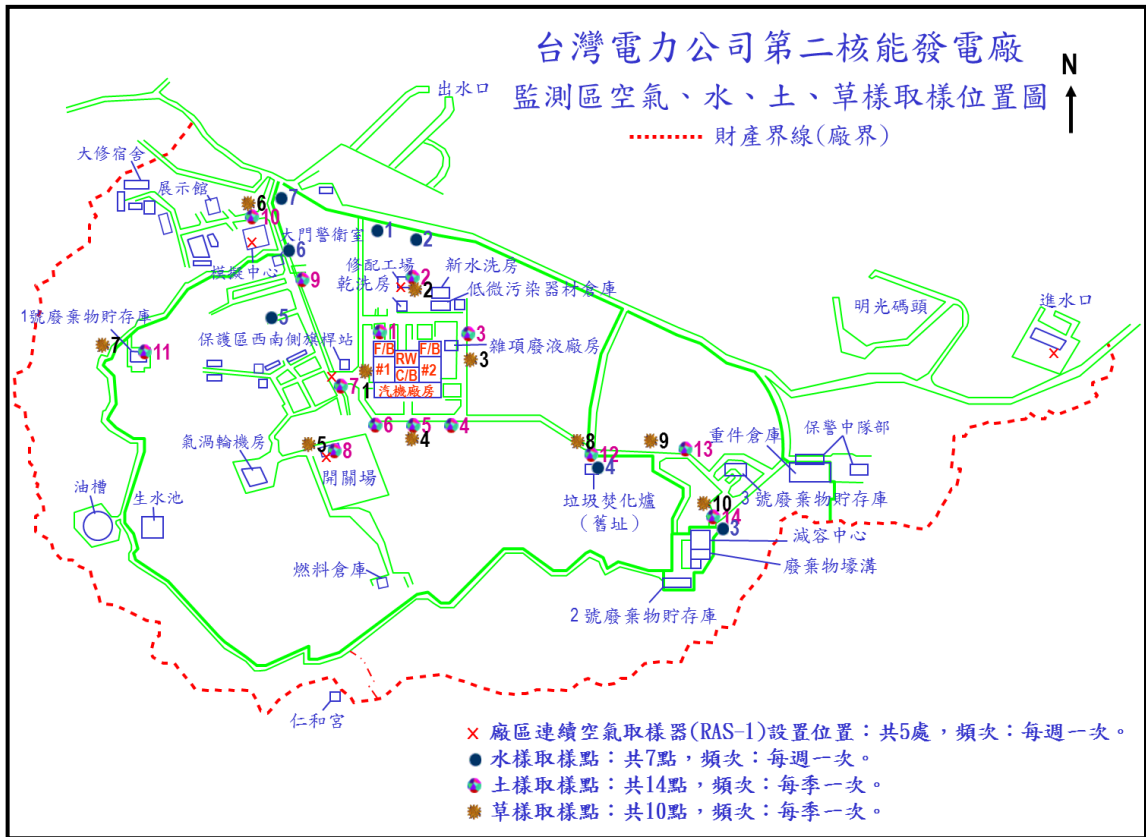 台灣電力公司第二核能發電廠
監測區空氣、水、土、草樣取樣位置圖
財產界線(廠界)
N
出水口
大修宿舍
展示館
6
7
10
大門警衛室
1
2
6
模擬中心
9
修配工場
2
新水洗房
乾洗房
2
低微污染器材倉庫
明光碼頭
進水口
1號廢棄物貯存庫
5
7
11
保護區西南側旗桿站
1
3
雜項廢液廠房
3
F/B
RW
F/B
#1
C/B
#2
汽機廠房
1
7
6
5
4
4
5
8
氣渦輪機房
開關場
8
12
4
9
13
重件倉庫
保警中隊部
垃圾焚化爐
(舊址)
3號廢棄物貯存庫
10
14
3
減容中心
廢棄物壕溝
2號廢棄物貯存庫
油槽
生水池
燃料倉庫
仁和宮
廠區連續空氣取樣器(RAS-1)設置位置：共5處，頻次：每週一次。
水樣取樣點：共7點，頻次：每週一次。
土樣取樣點：共14點，頻次：每季一次。
草樣取樣點：共10點，頻次：每季一次。